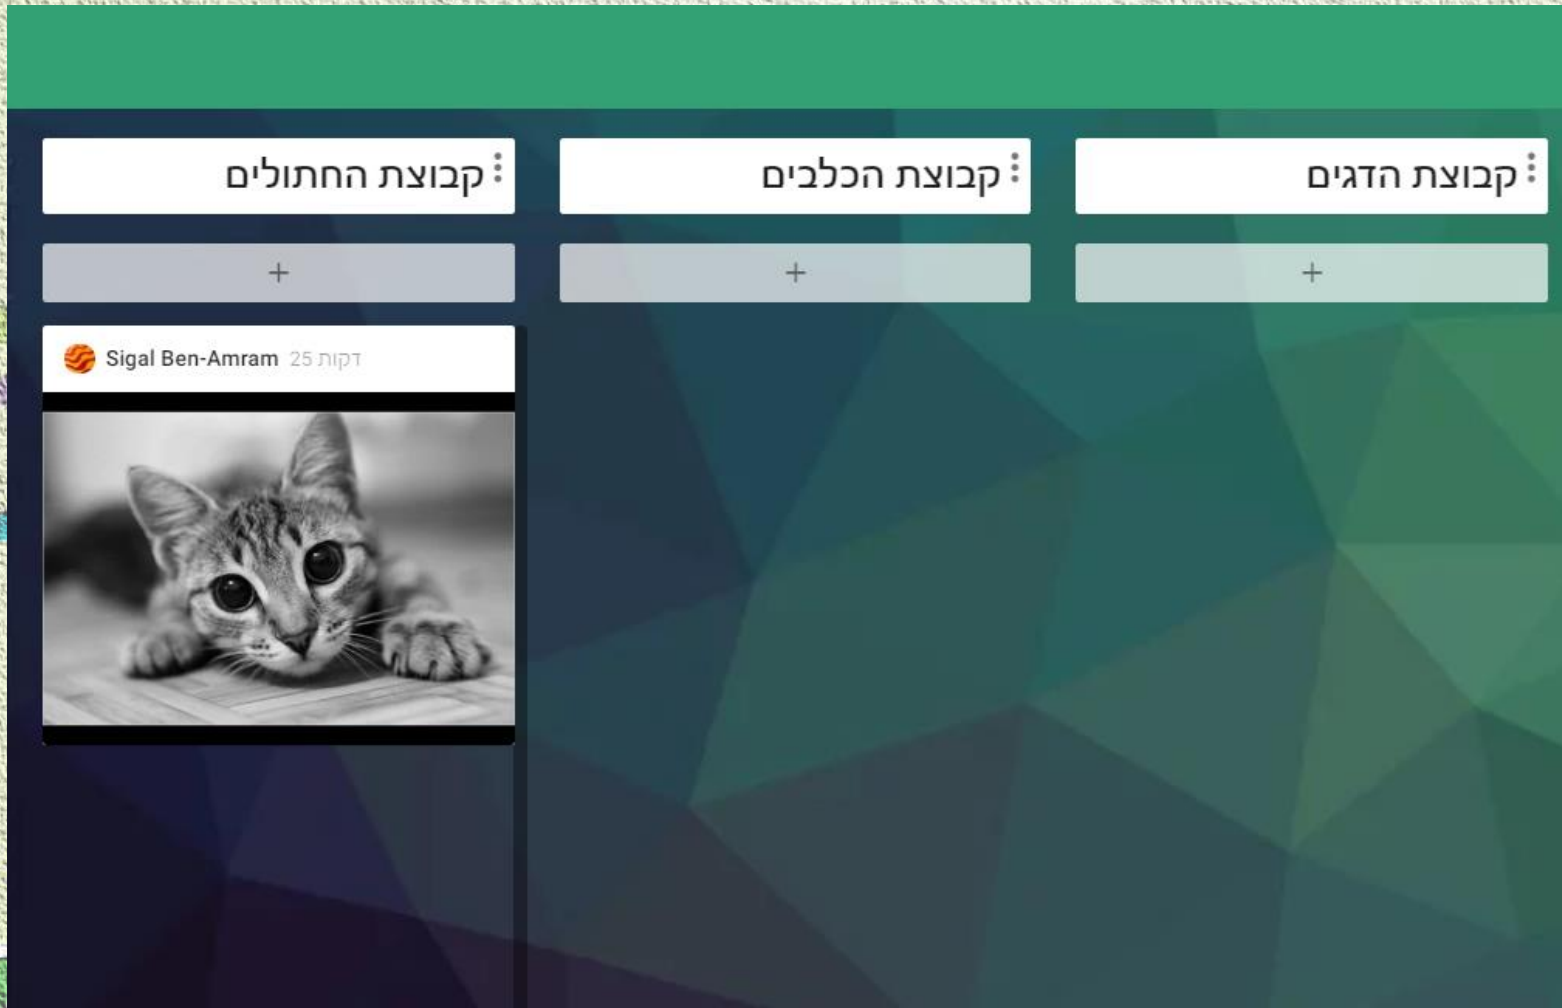 קבוצת החתולים
קבוצת הכלבים
קבוצת הדגים
+
+
+
Sigal Ben-Amram 25 דקות